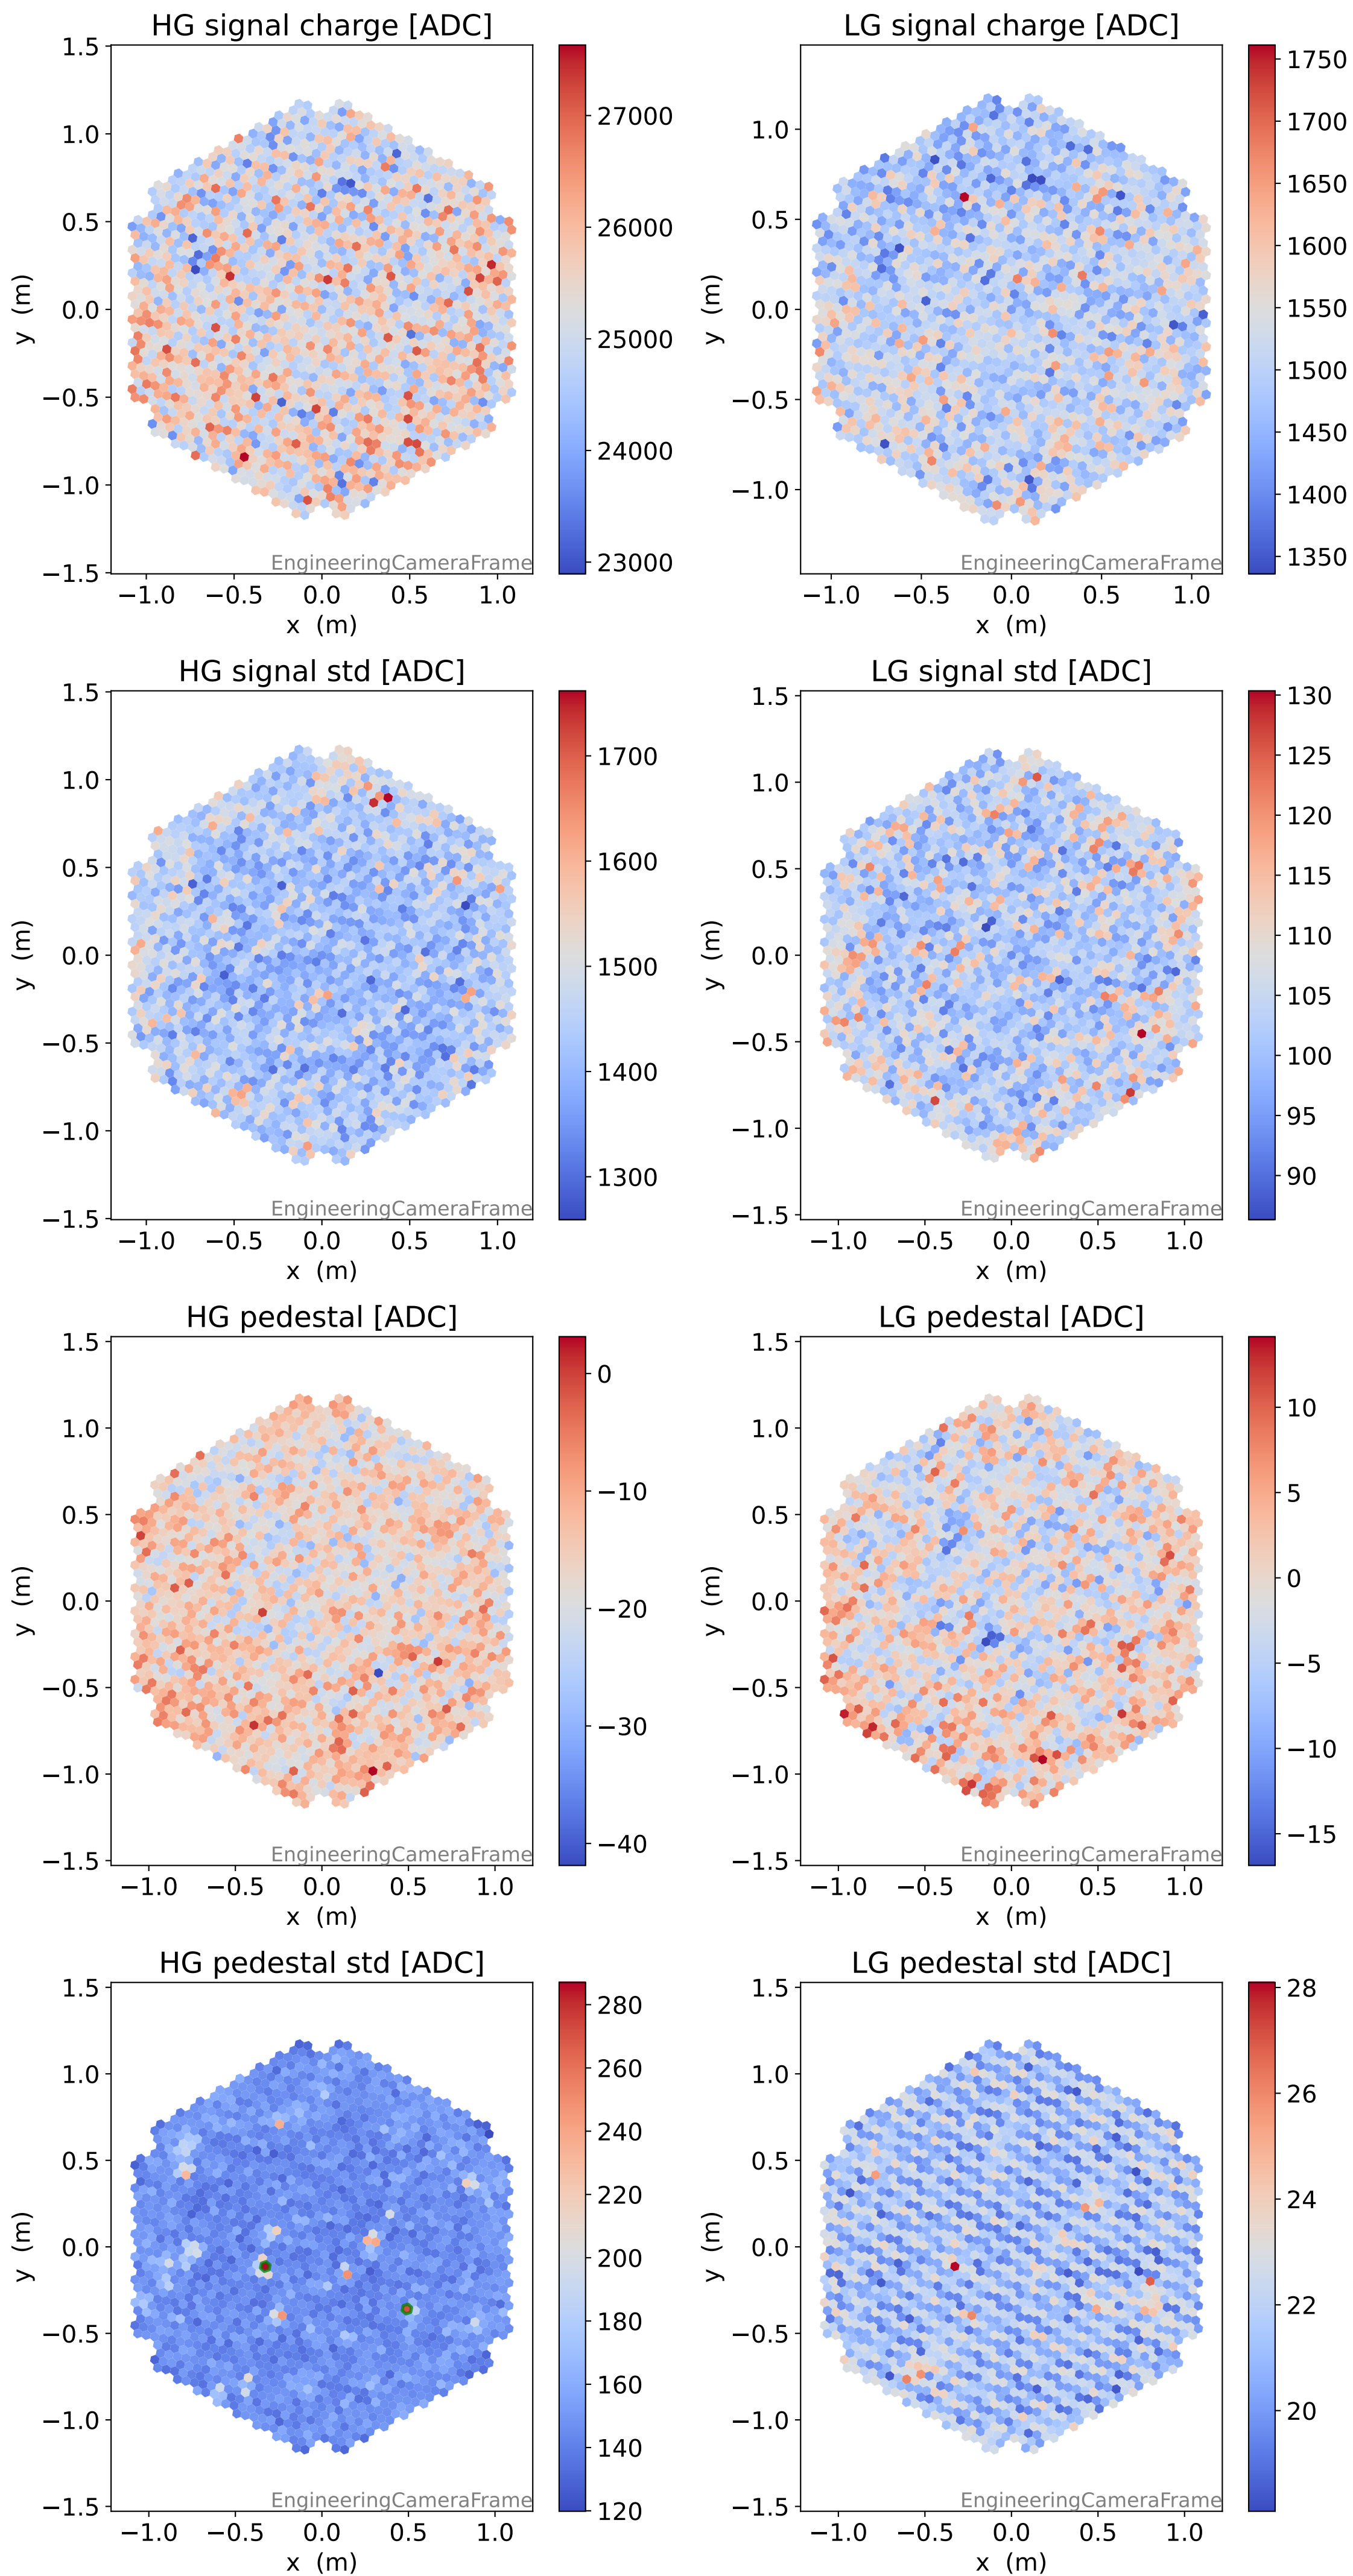 HG signal charge [ADC]
1.5
1.0
0.5
0.0
−0.5
−1.0
−1.5
y (m)
−1.0 −0.5 0.0 0.5 1.0
x (m)
EngineeringCameraFrame
27000
26000
25000
24000
23000
LG signal charge [ADC]
1.0
0.5
0.0
−0.5
−1.0
y (m)
−1.0 −0.5 0.0 0.5 1.0
x (m)
EngineeringCameraFrame
1750
1700
1650
1600
1550
1500
1450
1400
1350
HG signal std [ADC]
1.5
1.0
0.5
0.0
−0.5
−1.0
−1.5
y (m)
−1.0 −0.5 0.0 0.5 1.0
x (m)
EngineeringCameraFrame
1700
1600
1500
1400
1300
LG signal std [ADC]
1.5
1.0
0.5
0.0
−0.5
−1.0
−1.5
y (m)
−1.0 −0.5 0.0 0.5 1.0
x (m)
EngineeringCameraFrame
130
125
120
115
110
105
100
95
90
HG pedestal [ADC]
1.5
1.0
0.5
0.0
−0.5
−1.0
−1.5
y (m)
−1.0 −0.5 0.0 0.5 1.0
x (m)
EngineeringCameraFrame
0
−10
−20
−30
−40
LG pedestal [ADC]
1.5
1.0
0.5
0.0
−0.5
−1.0
−1.5
y (m)
−1.0 −0.5 0.0 0.5 1.0
x (m)
EngineeringCameraFrame
10
5
0
−5
−10
−15
HG pedestal std [ADC]
1.5
1.0
0.5
0.0
−0.5
−1.0
−1.5
y (m)
−1.0 −0.5 0.0 0.5 1.0
x (m)
EngineeringCameraFrame
280
260
240
220
200
180
160
140
120
LG pedestal std [ADC]
1.5
1.0
0.5
0.0
−0.5
−1.0
−1.5
y (m)
−1.0 −0.5 0.0 0.5 1.0
x (m)
EngineeringCameraFrame
28
26
24
22
20